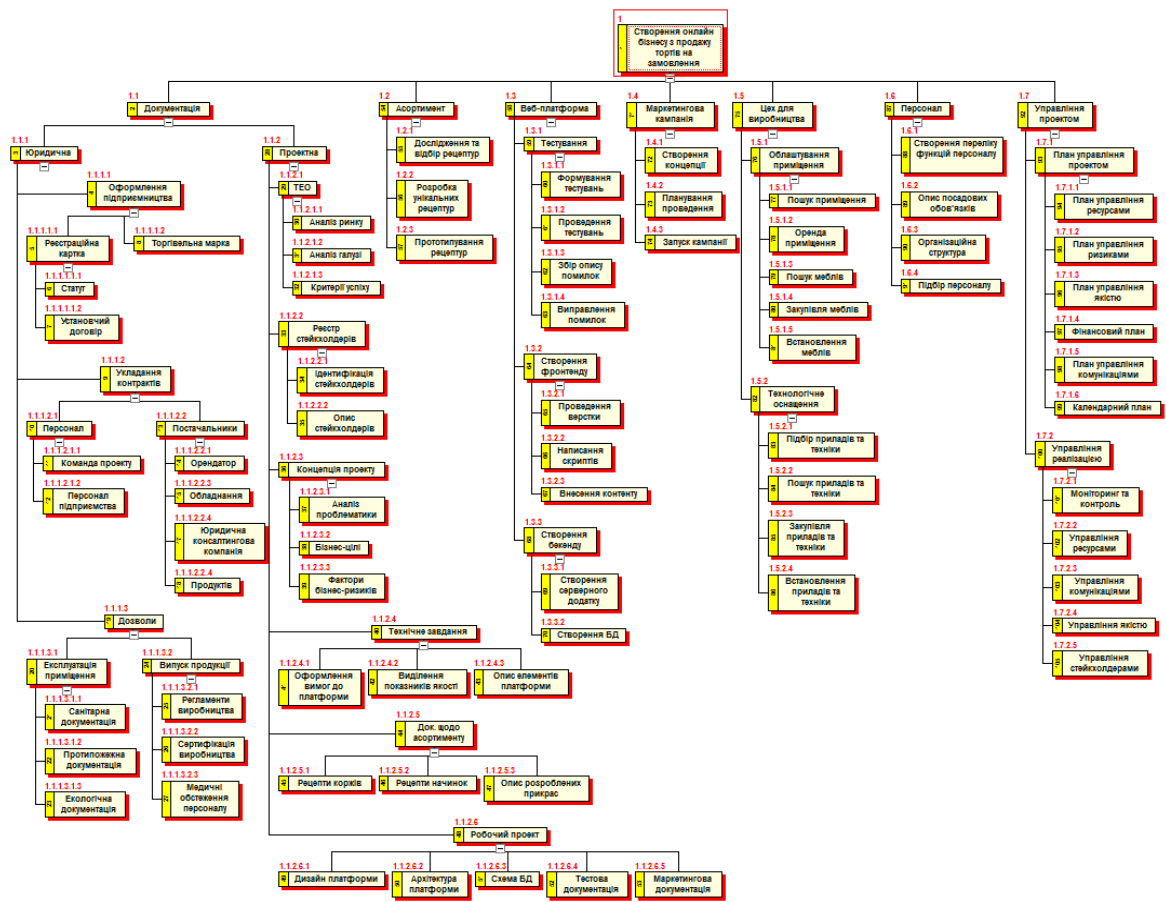 1
Створення онлайн
бізнесу з продажу
тортів на
замовлення
1.1
Документація
1.1.1
Юридична
1.1.1.1
Оформлення
підприємництва
1.1.1.1.1
Реєстраційна
картка
1.1.1.1.1.1
Статут
1.1.1.1.1.2
Установчий
договір
1.1.1.1.2
Торгівельна марка
1.1.1.2
Укладання
контрактів
1.1.1.2.1
Персонал
1.1.1.2.1.1
Команда проекту
1.1.1.2.1.2
Персонал
підприємства
1.1.1.2.2
Постачальники
1.1.1.2.2.1
Орендатор
1.1.1.2.2.3
Обладнання
1.1.1.2.2.4
Юридична
консалтингова
компанія
1.1.1.2.2.4
Продуктів
1.1.1.3
Дозволи
1.1.1.3.1
Експлуатація
приміщення
1.1.1.3.1.1
Санітарна
документація
1.1.1.3.1.2
Протипожежна
документація
1.1.1.3.1.3
Екологічна
документація
1.1.1.3.2
Випуск продукції
1.1.1.3.2.1
Регламенти
виробництва
1.1.1.3.2.2
Сертифікація
виробництва
1.1.1.3.2.3
Медичні
обстеження
персоналу
1.1.2
Проектна
1.1.2.1
ТЕО
1.1.2.1.1
Аналіз ринку
1.1.2.1.2
Аналіз галузі
1.1.2.1.3
Критерії успіху
1.1.2.2
Реєстр
стейкхолдерів
1.1.2.2.1
Ідентифікація
стейкхолдерів
1.1.2.2.2
Опис
стейкхолдерів
1.1.2.3
Концепція проекту
1.1.2.3.1
Аналіз
проблематики
1.1.2.3.2
Бізнес-цілі
1.1.2.3.3
Фактори
бізнес-ризиків
1.1.2.4
Технічне завдання
1.1.2.4.1
Оформлення
вимог до
платформи
1.1.2.4.2
Виділення
показників якості
1.1.2.4.3
Опис елементів
платформи
1.1.2.5
Док. щодо
асортименту
1.1.2.5.1
Рецепти коржів
1.1.2.5.2
Рецепти начинок
1.1.2.5.3
Опис розроблених
прикрас
1.1.2.6
Робочий проект
1.1.2.6.1
Дизайн платформи
1.1.2.6.2
Архітектура
платформи
1.1.2.6.3
Схема БД
1.1.2.6.4
Тестова
документація
1.1.2.6.5
Маркетингова
документація
1.2
Асортимент
1.2.1
Дослідження та
відбір рецептур
1.2.2
Розробка
унікальних
рецептур
1.2.3
Прототипування
рецептур
1.3
Веб-платформа
1.3.1
Тестування
1.3.1.1
Формування
тестувань
1.3.1.2
Проведення
тестувань
1.3.1.3
Збір опису
помилок
1.3.1.4
Виправлення
помилок
1.3.2
Створення
фронтенду
1.3.2.1
Проведення
верстки
1.3.2.2
Написання
скриптів
1.3.2.3
Внесення контенту
1.3.3
Створення
бекенду
1.3.3.1
Створення
серверного
додатку
1.3.3.2
Створення БД
1.4
Маркетингова
кампанія
1.4.1
Створення
концепції
1.4.2
Планування
проведення
1.4.3
Запуск кампанії
1.5
Цех для
виробництва
1.5.1
Облаштування
приміщення
1.5.1.1
Пошук приміщення
1.5.1.2
Оренда
приміщення
1.5.1.3
Пошук меблів
1.5.1.4
Закупівля меблів
1.5.1.5
Встановлення
меблів
1.5.2
Технологічне
оснащення
1.5.2.1
Підбір приладів та
техніки
1.5.2.2
Пошук приладів та
техніки
1.5.2.3
Закупівля
приладів та
техніки
1.5.2.4
Встановлення
приладів та
техніки
1.6
Персонал
1.6.1
Створення переліку
функцій персоналу
1.6.2
Опис посадових
обов'язків
1.6.3
Організаційна
структура
1.6.4
Підбір персоналу
1.7
Управління
проектом
1.7.1
План управління
проектом
1.7.1.1
План управління
ресурсами
1.7.1.2
План управління
ризиками
1.7.1.3
План управління
якістю
1.7.1.4
Фінансовий план
1.7.1.5
План управління
комунікаціями
1.7.1.6
Календарний план
1.7.2
Управління
реалізацією
1.7.2.1
Моніторинг та
контроль
1.7.2.2
Управління
ресурсами
1.7.2.3
Управління
комунікаціями
1.7.2.4
Управління якістю
1.7.2.5
Управління
стейкхолдерами